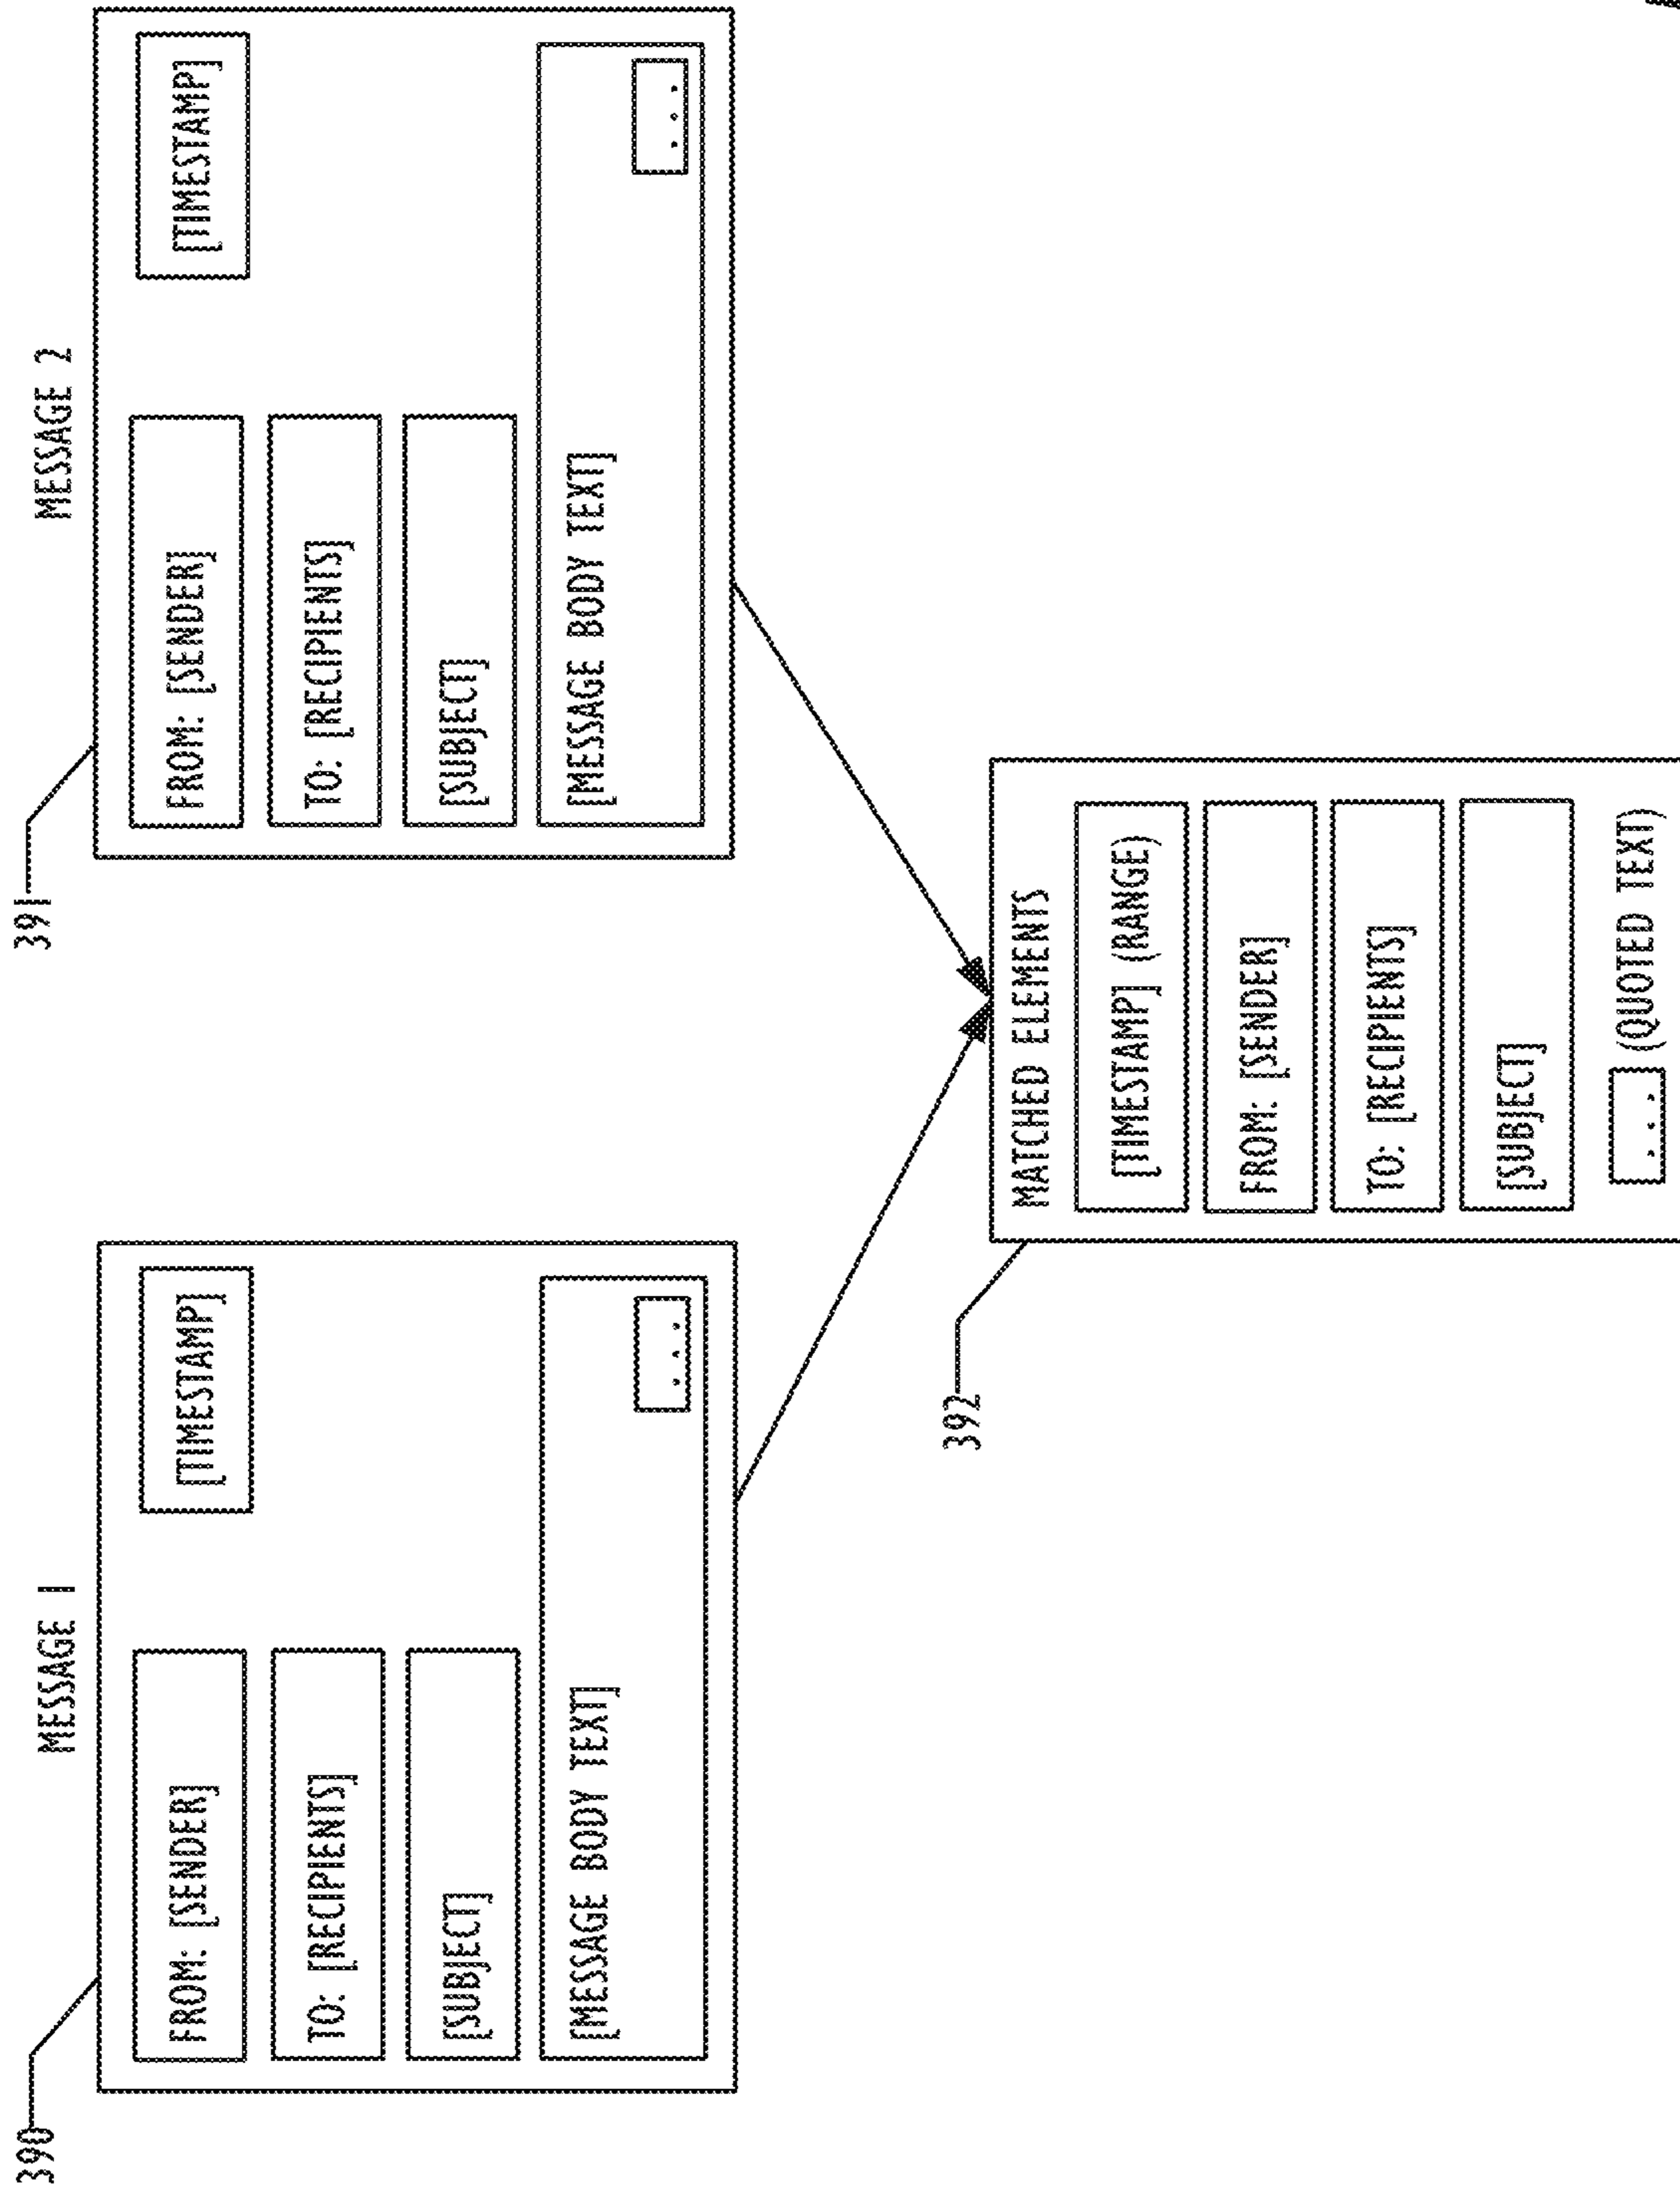 MESSAGE 1
390
FROM: [SENDER]
[TIMESTAMP]
TO: [RECIPIENTS]
[SUBJECT]
[MESSAGE BODY TEXT]
...
MESSAGE 2
391
FROM: [SENDER]
[TIMESTAMP]
TO: [RECIPIENTS]
[SUBJECT]
[MESSAGE BODY TEXT]
...
392
MATCHED ELEMENTS
[TIMESTAMP] (RANGE)
FROM: [SENDER]
TO: [RECIPIENTS]
[SUBJECT]
... (QUOTED TEXT)